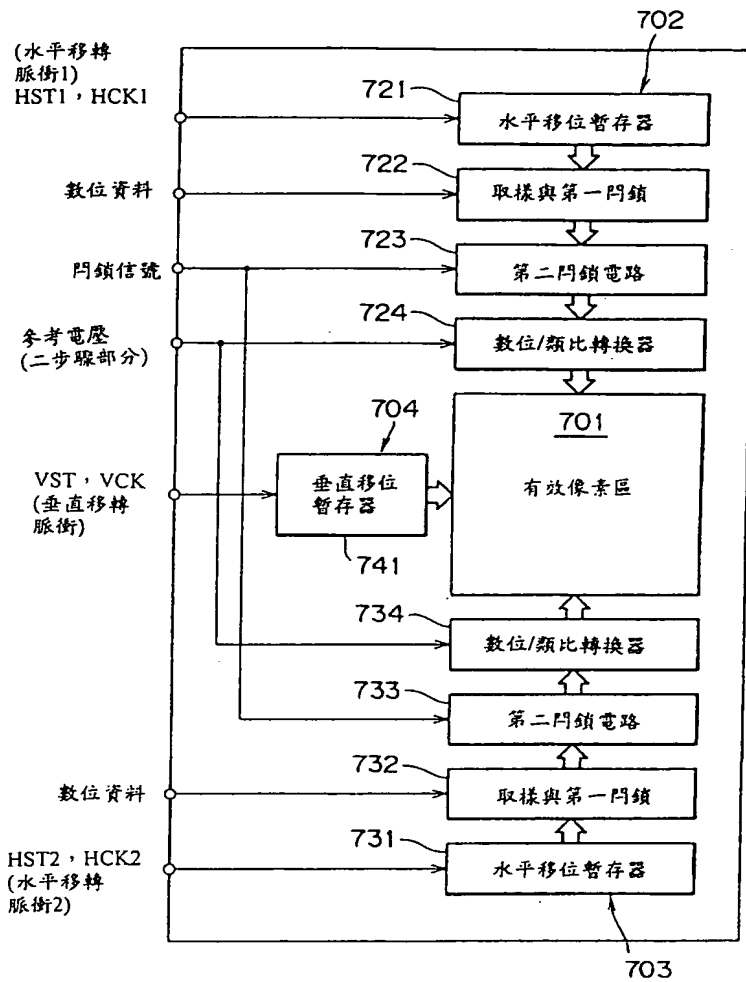 702
(水平移轉
脈衝1)
HST1，HCK1
721
水平移位暫存器
722
數位資料
取樣與第一閂鎖
723
閂鎖信號
第二閂鎖電路
724
參考電壓
(二步驟部分)
數位/類比轉換器
704
701
VST，VCK
(垂直移轉
脈衝)
垂直移位
暫存器
有效像素區
741
734
數位/類比轉換器
733
第二閂鎖電路
732
數位資料
取樣與第一閂鎖
731
HST2，HCK2
(水平移轉
脈衝2)
水平移位暫存器
703